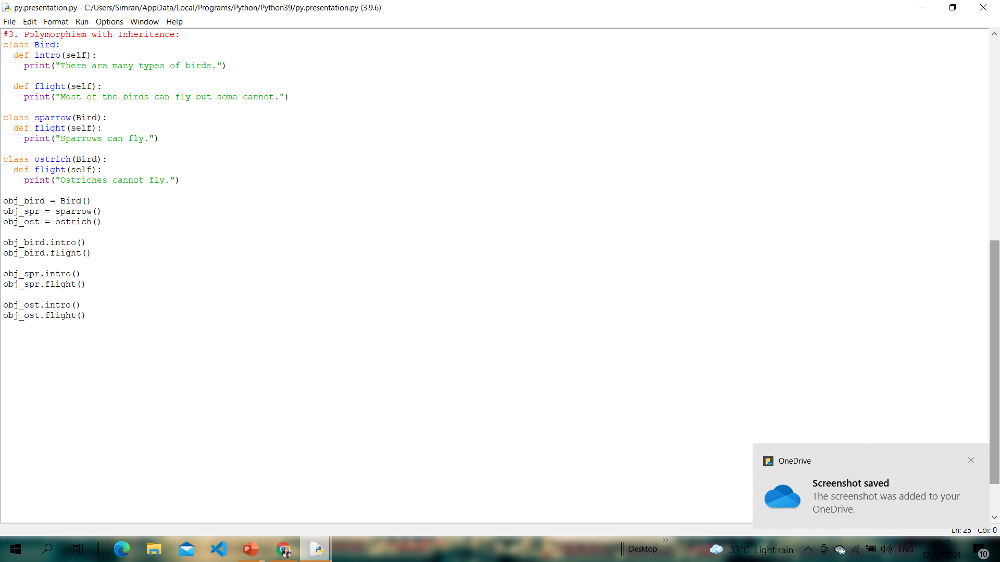 py.presentation.py - C:/Users/Simran/AppData/Local/Programs/Python/Python39/py.presentation.py (3.9.6)
File Edit Format Run Options Window Help
#3. Polymorphism with Inheritance:
class Bird:
  def intro(self):
    print("There are many types of birds.")

  def flight(self):
    print("Most of the birds can fly but some cannot.")

class sparrow(Bird):
  def flight(self):
    print("Sparrows can fly.")

class ostrich(Bird):
  def flight(self):
    print("Ostriches cannot fly.")

obj_bird = Bird()
obj_spr = sparrow()
obj_ost = ostrich()

obj_bird.intro()
obj_bird.flight()

obj_spr.intro()
obj_spr.flight()

obj_ost.intro()
obj_ost.flight()
OneDrive
Screenshot saved
The screenshot was added to your
OneDrive.
Ln: 25 Col: 0
Desktop
33°C Light rain
ENG
15:40
17-11-2021
10